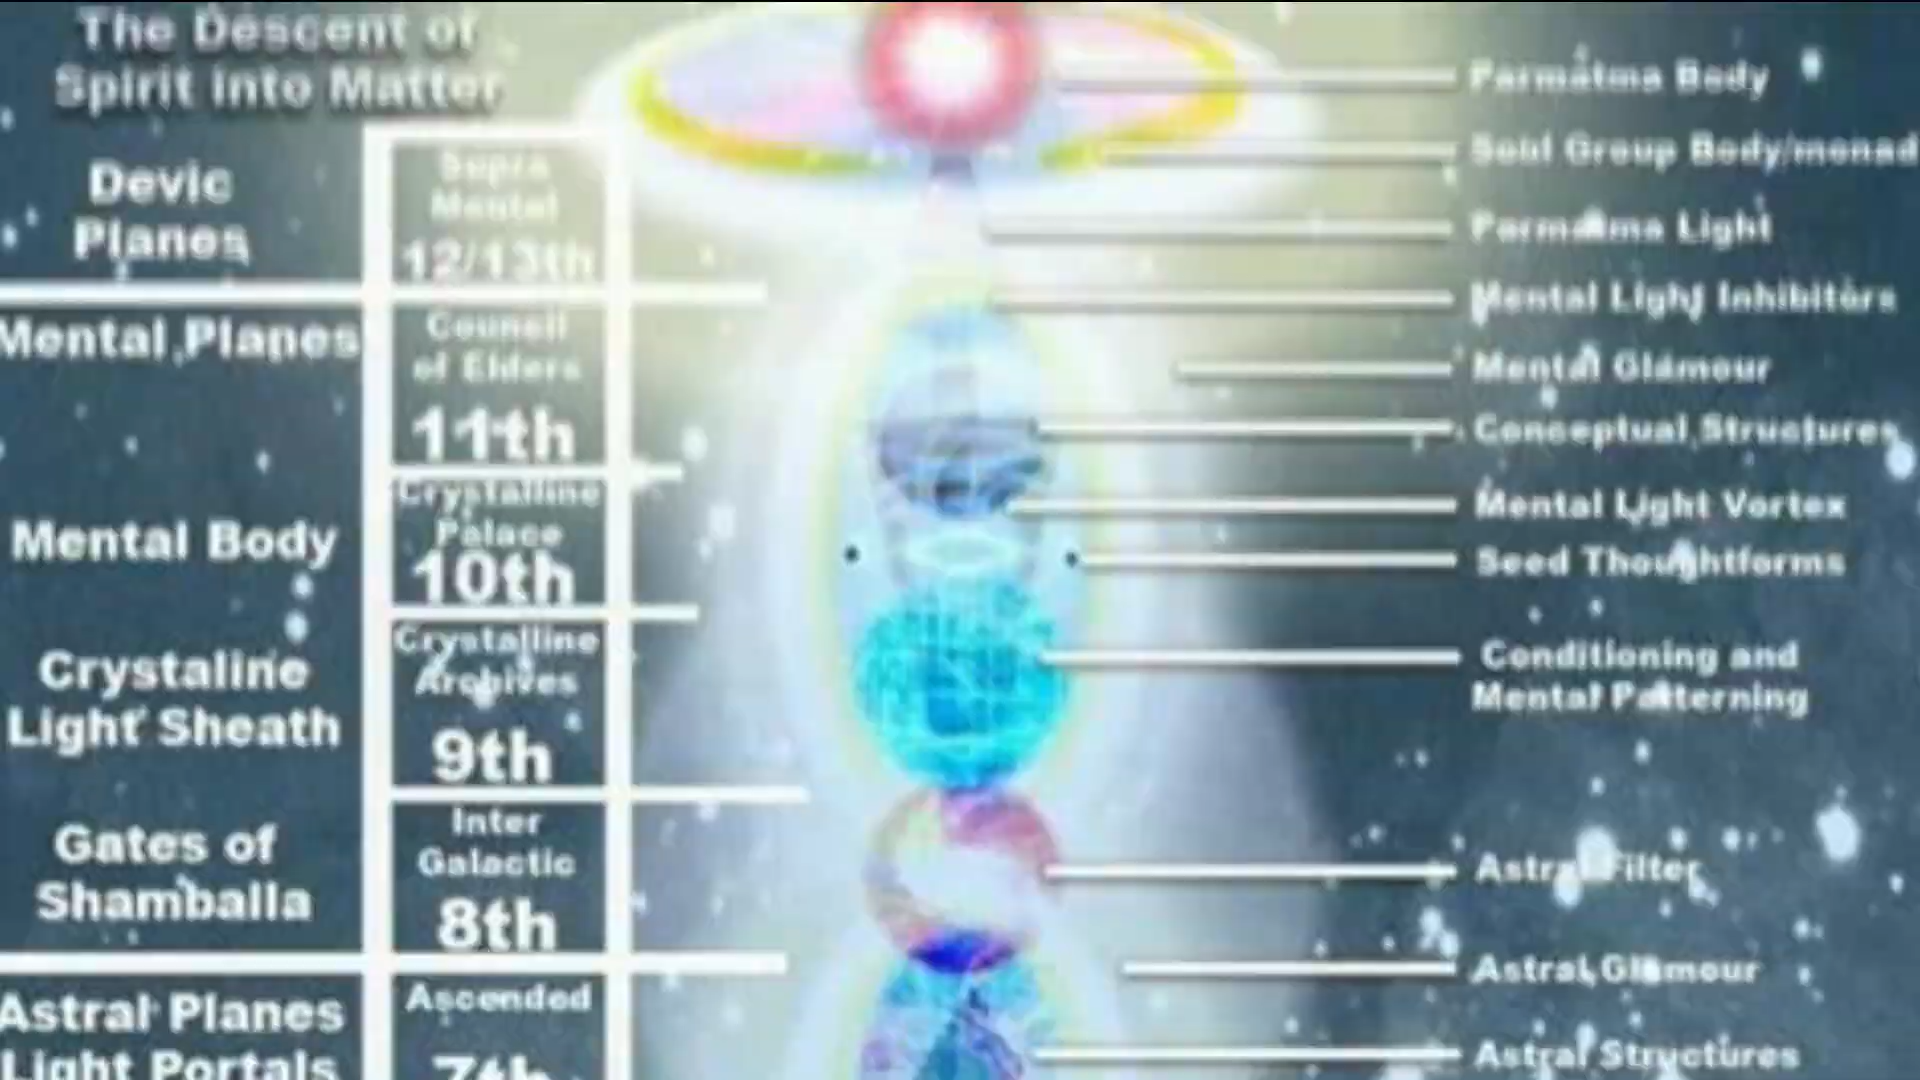 The Descent of
Spirit into Matter
Devic
Planes
Mental Planes
Mental Body
Crystaline
Light Sheath
Gates of
Shamballa
Astral Planes
Light Portals
Supra
Mental
12/13th
Council
of Elders
11th
Crystalline
Palace
10th
Crystalline
Archives
9th
Inter
Galactic
8th
Ascended
7th
Parmatma Body
Soul Group Body/monad
Parmatma Light
Mental Light Inhibitors
Mental Glamour
Conceptual Structures
Mental Light Vortex
Seed Thoughtforms
Conditioning and
Mental Patterning
Astral Filter
Astral Glamour
Astral Structures